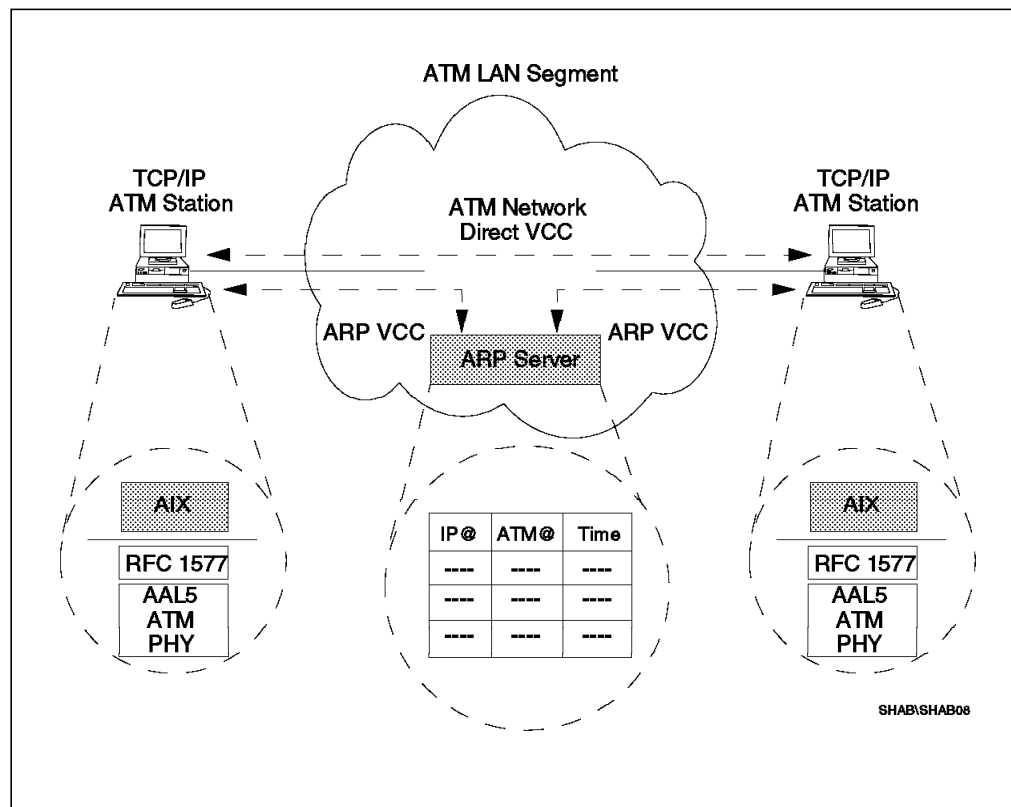 ATM LAN Segment
TCP/IP
ATM Station
ATM Network
Direct VCC
TCP/IP
ATM Station
ARP VCC
ARP Server
ARP VCC
AIX
RFC 1577
AAL5
ATM
PHY
IP@ ATM@ Time
---- ---- ----
---- ---- ----
---- ---- ----
AIX
RFC 1577
AAL5
ATM
PHY
SHAB\SHAB08